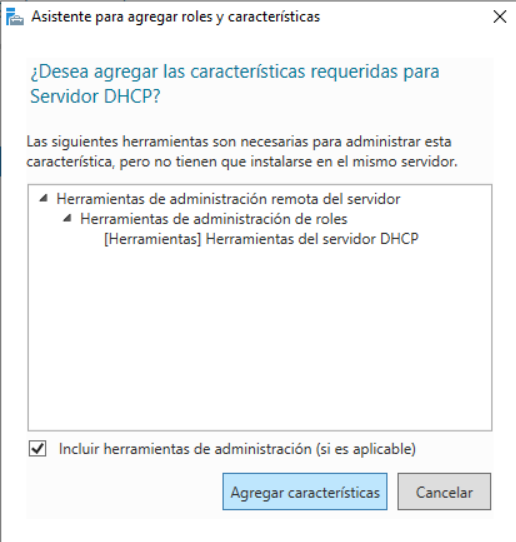 Asistente para agregar roles y características
¿Desea agregar las características requeridas para
Servidor DHCP?
Las siguientes herramientas son necesarias para administrar esta
característica, pero no tienen que instalarse en el mismo servidor.
Herramientas de administración remota del servidor
Herramientas de administración de roles
[Herramientas] Herramientas del servidor DHCP
Incluir herramientas de administración (si es aplicable)
Agregar características
Cancelar